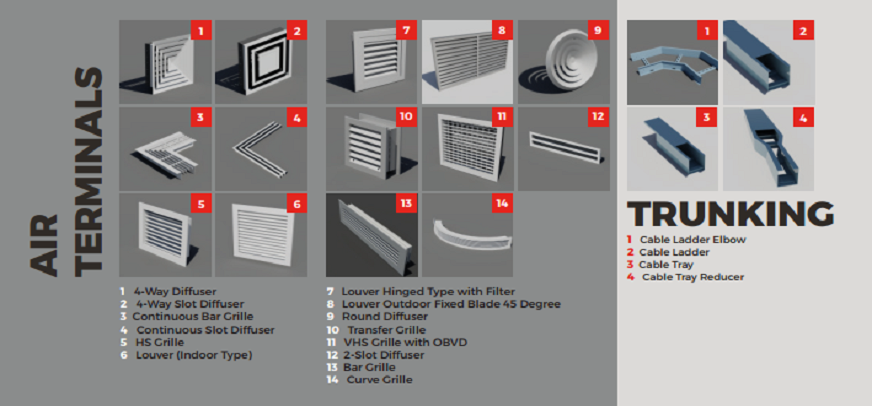 AIR
TERMINALS
1
2
3
4
5
6
7
8
9
10
11
12
13
14
1 4-Way Diffuser
2 4-Way Slot Diffuser
3 Continuous Bar Grille
4 Continuous Slot Diffuser
5 HS Grille
6 Louver (Indoor Type)
7 Louver Hinged Type with Filter
8 Louver Outdoor Fixed Blade 45 Degree
9 Round Diffuser
10 Transfer Grille
11 VHS Grille with OBVD
12 2-Slot Diffuser
13 Bar Grille
14 Curve Grille
1
2
3
4
TRUNKING
1 Cable Ladder Elbow
2 Cable Ladder
3 Cable Tray
4 Cable Tray Reducer